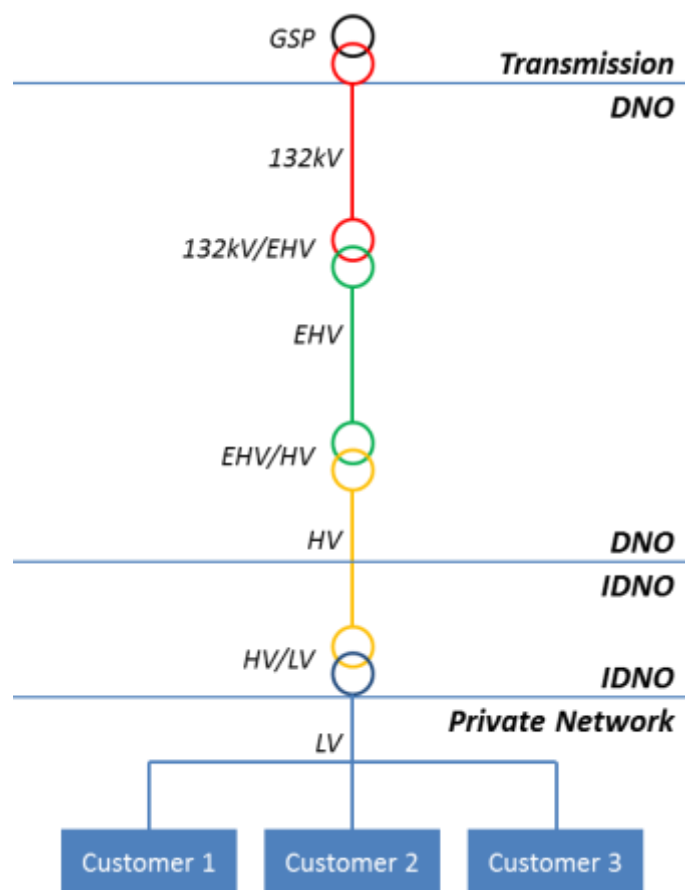 GSP
Transmission
DNO
132kV
132kV/EHV
EHV
EHV/HV
HV
DNO
IDNO
HV/LV
IDNO
Private Network
LV
Customer 1
Customer 2
Customer 3